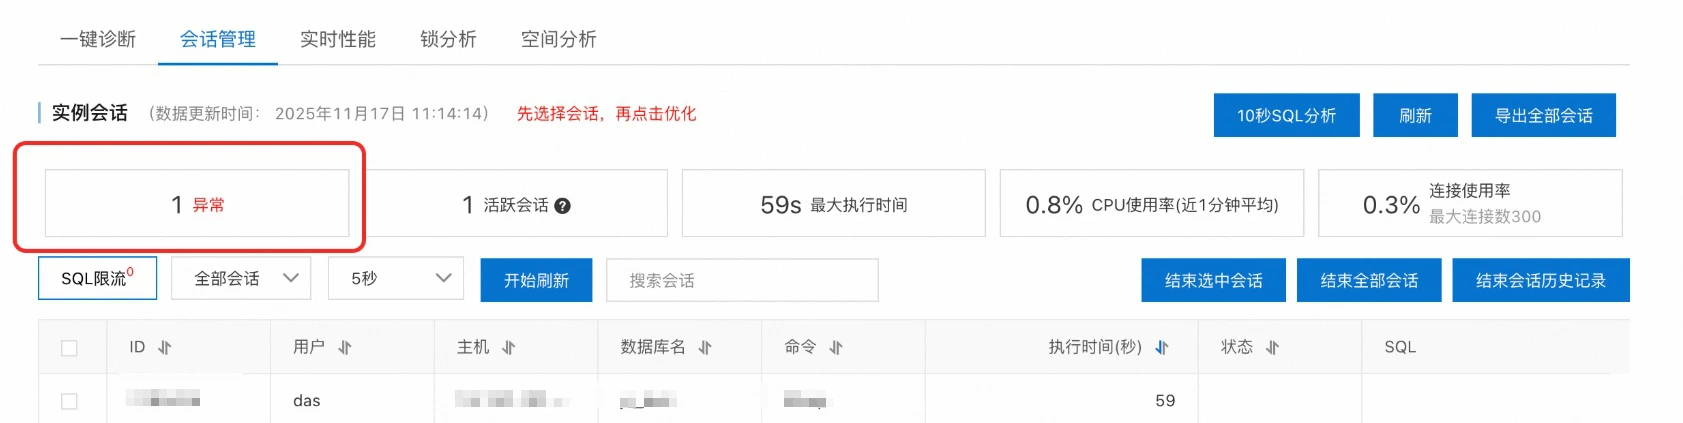 一键诊断 会话管理 实时性能 锁分析 空间分析
实例会话 (数据更新时间: 2025年11月17日 11:14:14) 先选择会话，再点击优化 10秒SQL分析 刷新 导出全部会话
1 异常 1 活跃会话 ? 59s 最大执行时间 0.8% CPU使用率(近1分钟平均) 0.3% 连接使用率
最大连接数300
SQL限流0 全部会话 5秒 开始刷新 搜索会话 结束选中会话 结束全部会话 结束会话历史记录
ID 用户 主机 数据库名 命令 执行时间(秒) 状态 SQL
das 59